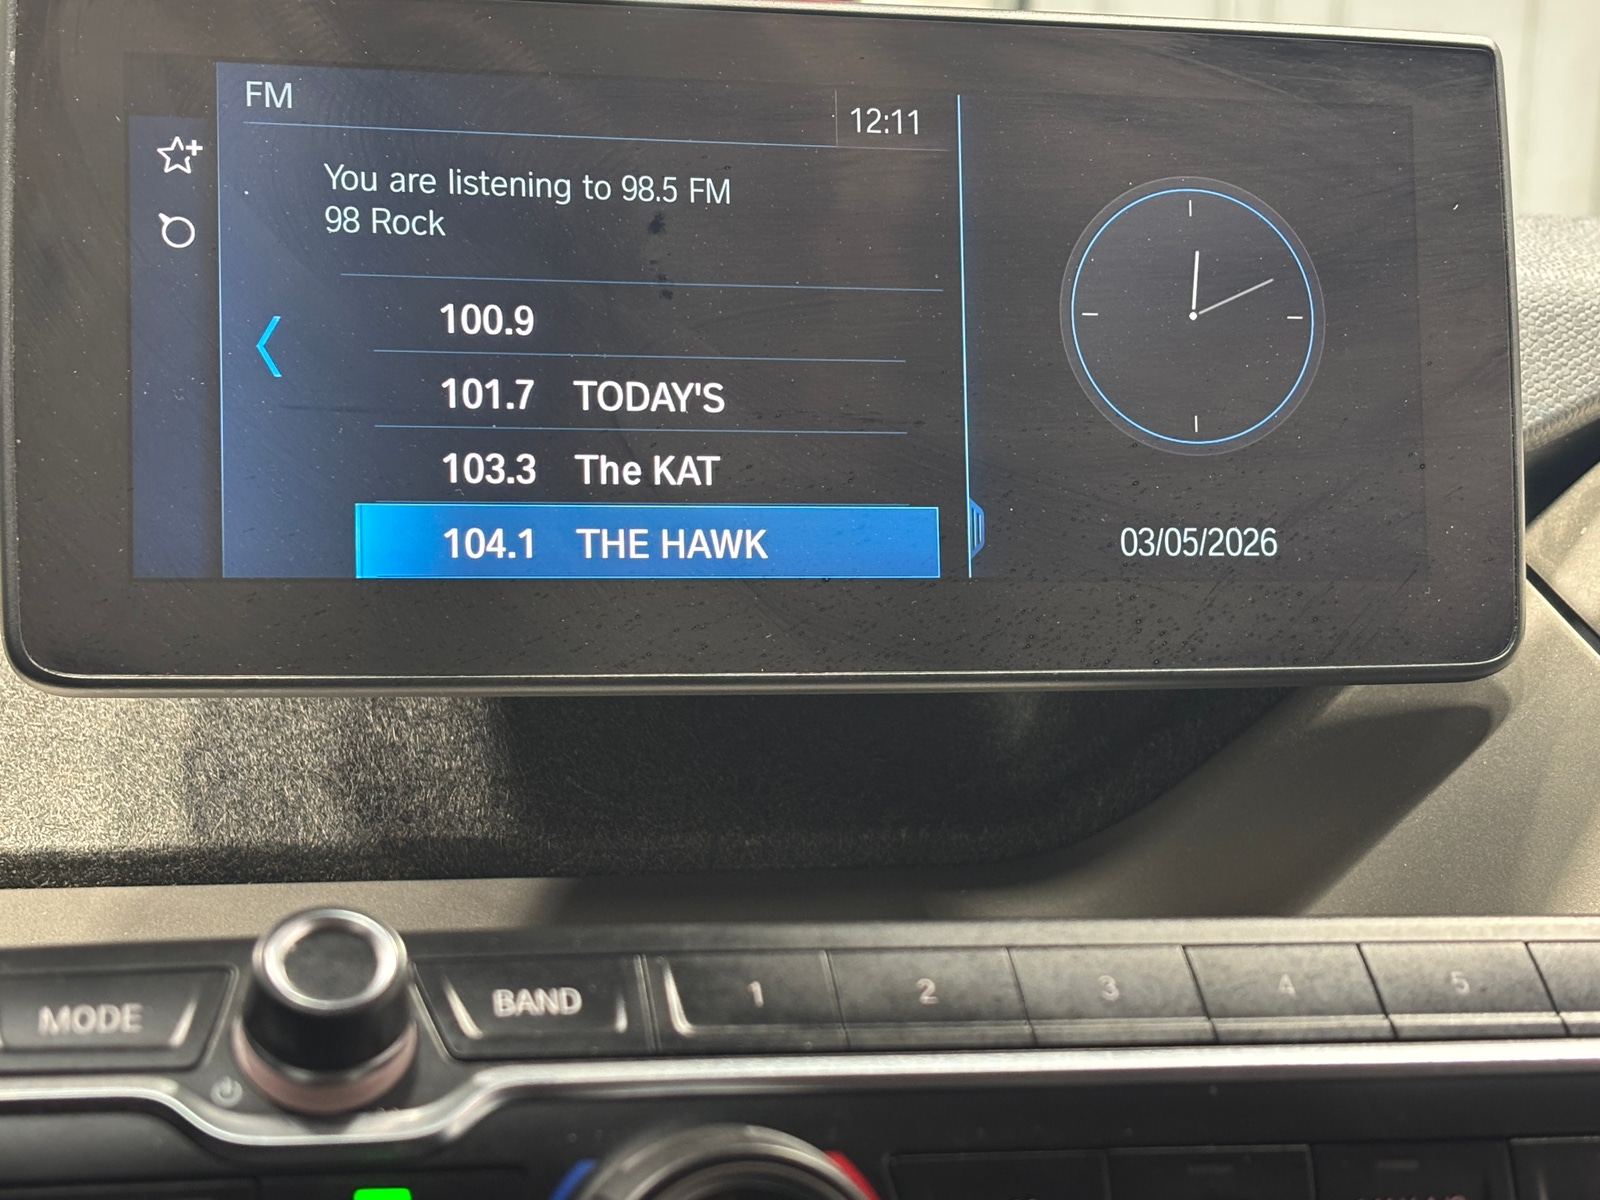 FM
12:11
You are listening to 98.5 FM
98 Rock
100.9
101.7 TODAY'S
103.3 The KAT
104.1 THE HAWK
03/05/2026
MODE
BAND
1
2
3
4
5